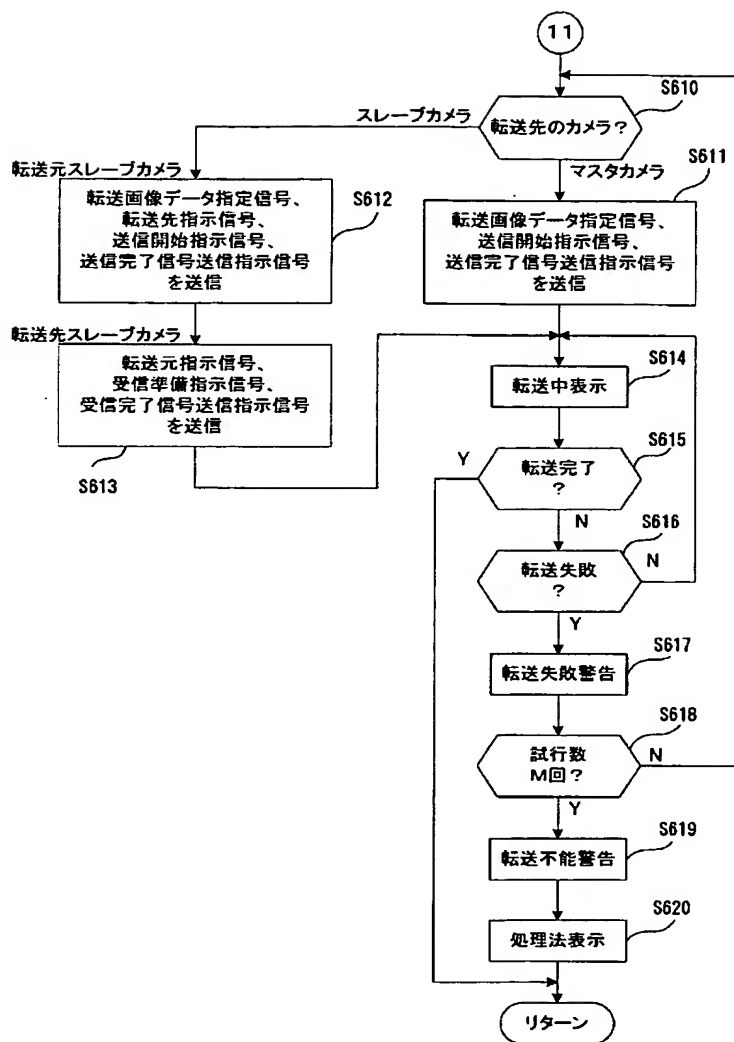 11
S610
転送先のカメラ？
スレーブカメラ
マスタカメラ
S611
転送画像データ指定信号、
送信開始指示信号、
送信完了信号送信指示信号
を送信
転送元スレーブカメラ
S612
転送画像データ指定信号、
転送先指示信号、
送信開始指示信号、
送信完了信号送信指示信号
を送信
転送先スレーブカメラ
転送元指示信号、
受信準備指示信号、
受信完了信号送信指示信号
を送信
S613
S614
転送中表示
S615
転送完了
？
Y
N
S616
転送失敗
？
N
Y
S617
転送失敗警告
S618
試行数
M回？
N
Y
S619
転送不能警告
S620
処理法表示
リターン